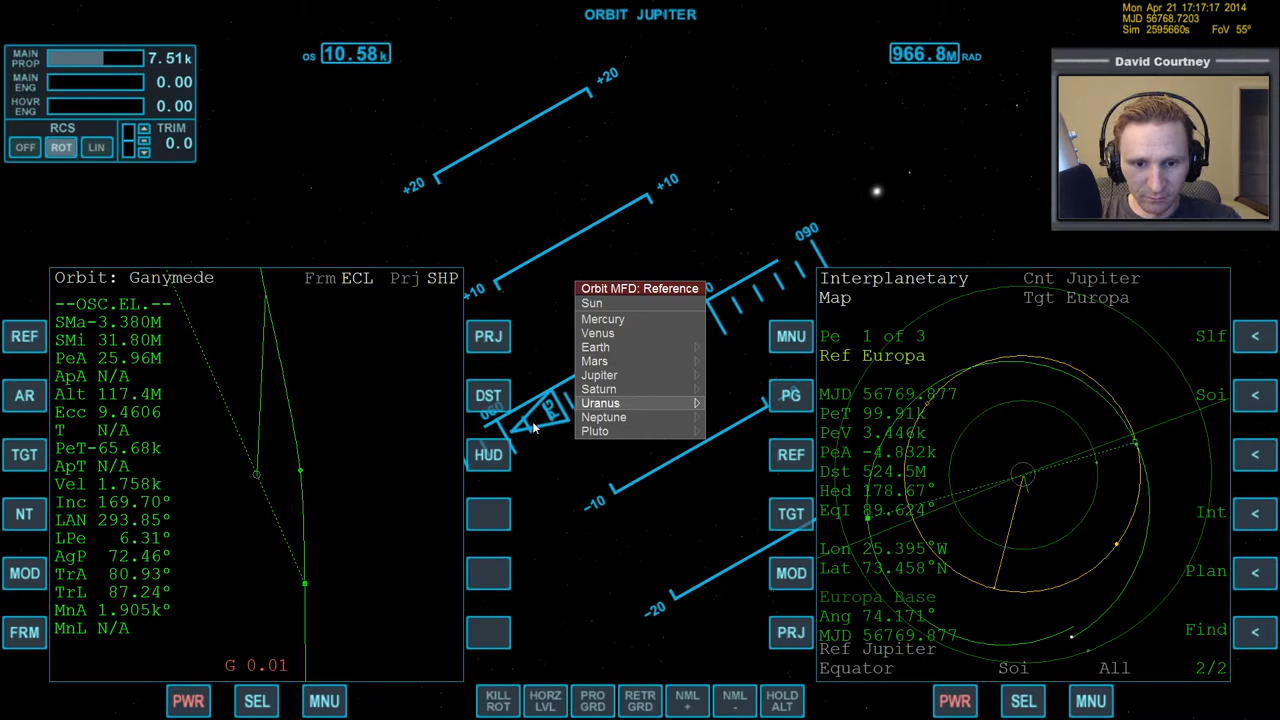 ORBIT JUPITER
Mon Apr 21 17:17:17 2014
MJD 56768.7203
Sim 2595660s FoV 55°
MAIN PROP 7.51k
MAIN ENG 0.00
HOVR ENG 0.00
RCS
TRIM
OFF ROT LIN 0.0
OS 10.58k
966.8M RAD
David Courtney
+20 +20
+10 +10
-10
-20
060
090
PG
Orbit: Ganymede Frm ECL Prj SHP
--OSC.EL.--
SMa-3.380M
SMi 31.80M
PeA 25.96M
ApA N/A
Alt 117.4M
Ecc 9.4606
T N/A
PeT-65.68k
ApT N/A
Vel 1.758k
Inc 169.70°
LAN 293.85°
LPe 6.31°
AgP 72.46°
TrA 80.93°
TrL 87.24°
MnA 1.905k°
MnL N/A
G 0.01
REF
AR
TGT
NT
MOD
FRM
PRJ
DST
HUD
PWR SEL MNU
Orbit MFD: Reference
Sun
Mercury
Venus
Earth
Mars
Jupiter
Saturn
Uranus
Neptune
Pluto
KILL ROT
HORZ LVL
PRO GRD
RETR GRD
NML +
NML -
HOLD ALT
MNU
PG
REF
TGT
MOD
PRJ
Interplanetary Cnt Jupiter
Map Tgt Europa
Pe 1 of 3 Slf
Ref Europa
MJD 56769.877 Soi
PeT 99.91k
PeV 3.446k
PeA -4.832k
Dst 524.5M
Hed 178.67°
EqI 89.624° Int
Lon 25.395°W
Lat 73.458°N Plan
Europa Base
Ang 74.171°
MJD 56769.877 Find
Ref Jupiter
Equator Soi All 2/2
<
<
<
<
<
<
PWR SEL MNU